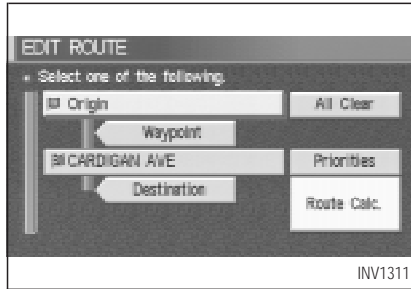 EDIT ROUTE
Select one of the following.
Origin
All Clear
Waypoint
CARDIGAN AVE
Priorities
Destination
Route Calc.
INV1311